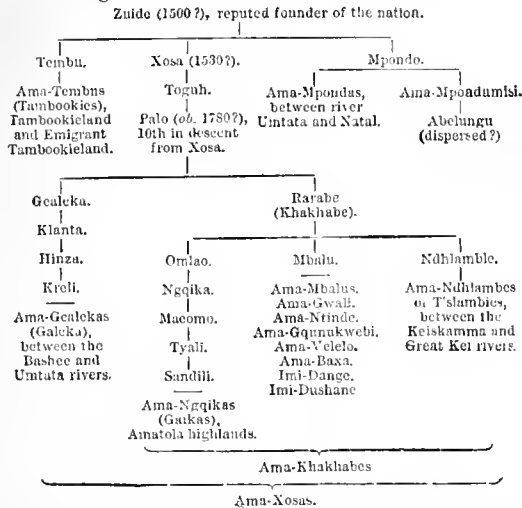 Zuide (1500?), reputed founder of the nation.
Tembu.
Ama-Tembus
(Tambookies),
Tambookieland
and Emigrant
Tambookieland.
Xosa (1530?).
Toguh.
Palo (ob. 1780?),
10th in descent
from Xosa.
Mpondo.
Ama-Mpondas,
between river
Umtata and Natal.
Ama-Mpoadumisi.
Abelungu
(dispersed?)
Gcaleka.
Klanta.
Hinza.
Kreli.
Ama-Gcalekas
(Galeka),
between the
Bashee and
Umtata rivers.
Rarabe
(Khakhabe).
Omlao.
Ngqika.
Macomo.
Tyali.
Sandili.
Ama-Ngqikas
(Gaikas),
Amatola highlands.
Mbalu.
Ama-Mbalus.
Ama-Gwali.
Ama-Ntinde.
Ama-Gqunukwebi.
Ama-Velelo.
Ama-Baxa.
Imi-Dange.
Imi-Dushane
Ndhlamble.
Ama-Ndhlambes
or T'slambies,
between the
Keiskamma and
Great Kei rivers.
Ama-Khakhabes
Ama-Xosas.